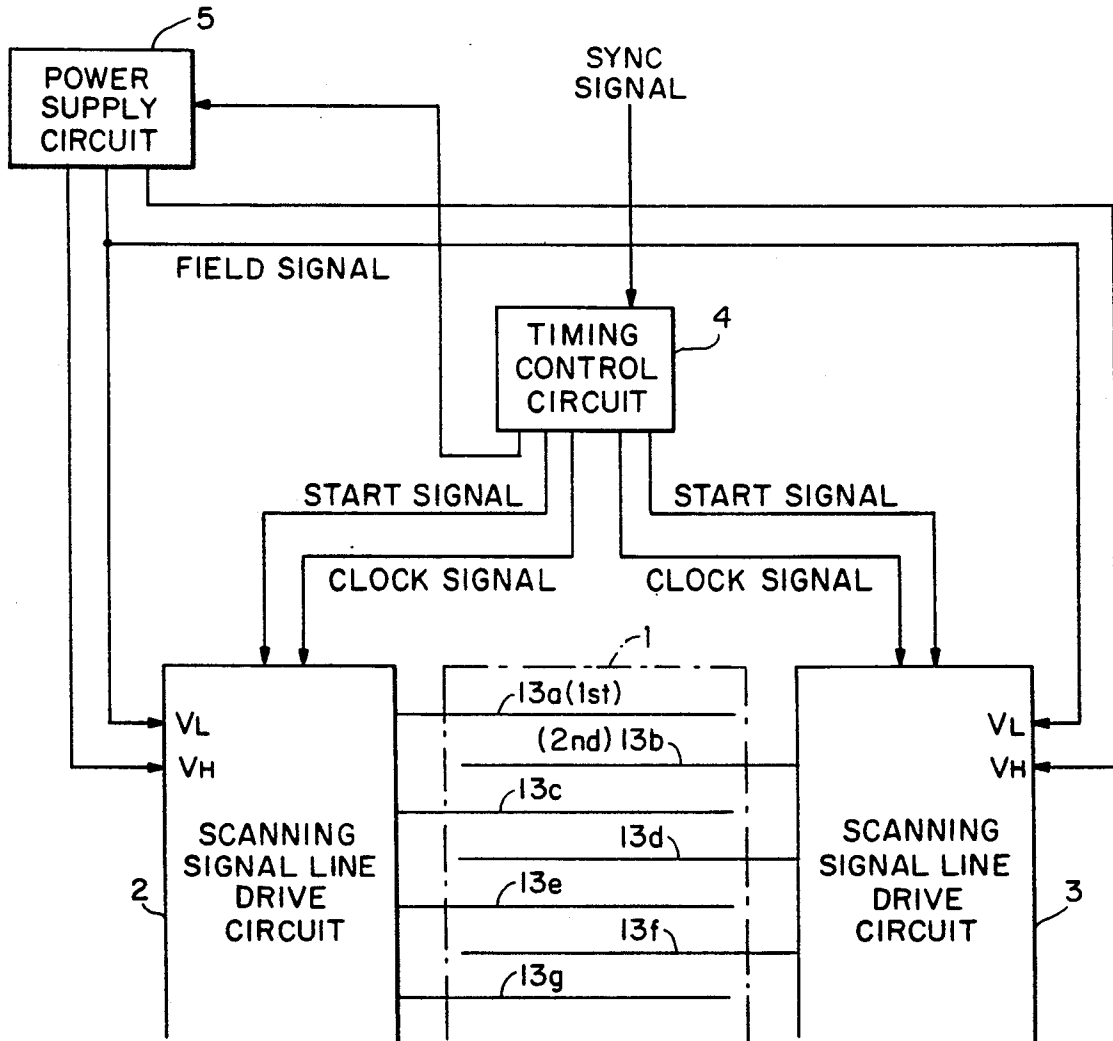 5
POWER
SUPPLY
CIRCUIT
SYNC
SIGNAL
FIELD SIGNAL
4
TIMING
CONTROL
CIRCUIT
START SIGNAL
START SIGNAL
CLOCK SIGNAL
CLOCK SIGNAL
1
13a(1st)
VL
VL
(2nd) 13b
VH
VH
13c
SCANNING
SIGNAL LINE
DRIVE
CIRCUIT
2
13d
13e
13f
13g
SCANNING
SIGNAL LINE
DRIVE
CIRCUIT
3